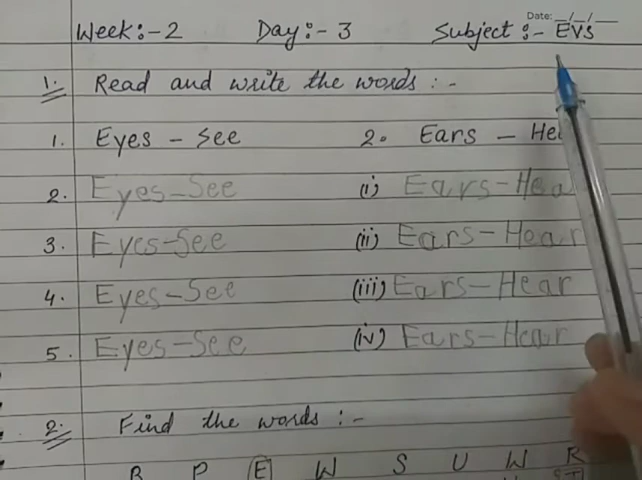 Date: _/_/__
Week:- 2 Day:- 3 Subject:- EVS
1. Read and write the words:-
1. Eyes - See 2. Ears - Hea
2. Eyes-See (i) Ears-Hea
3. Eyes-See (ii) Ears-Hear
4. Eyes-See (iii) Ears-Hear
5. Eyes-See (iv) Ears-Hear
2. Find the words:-
B P E W S U W R